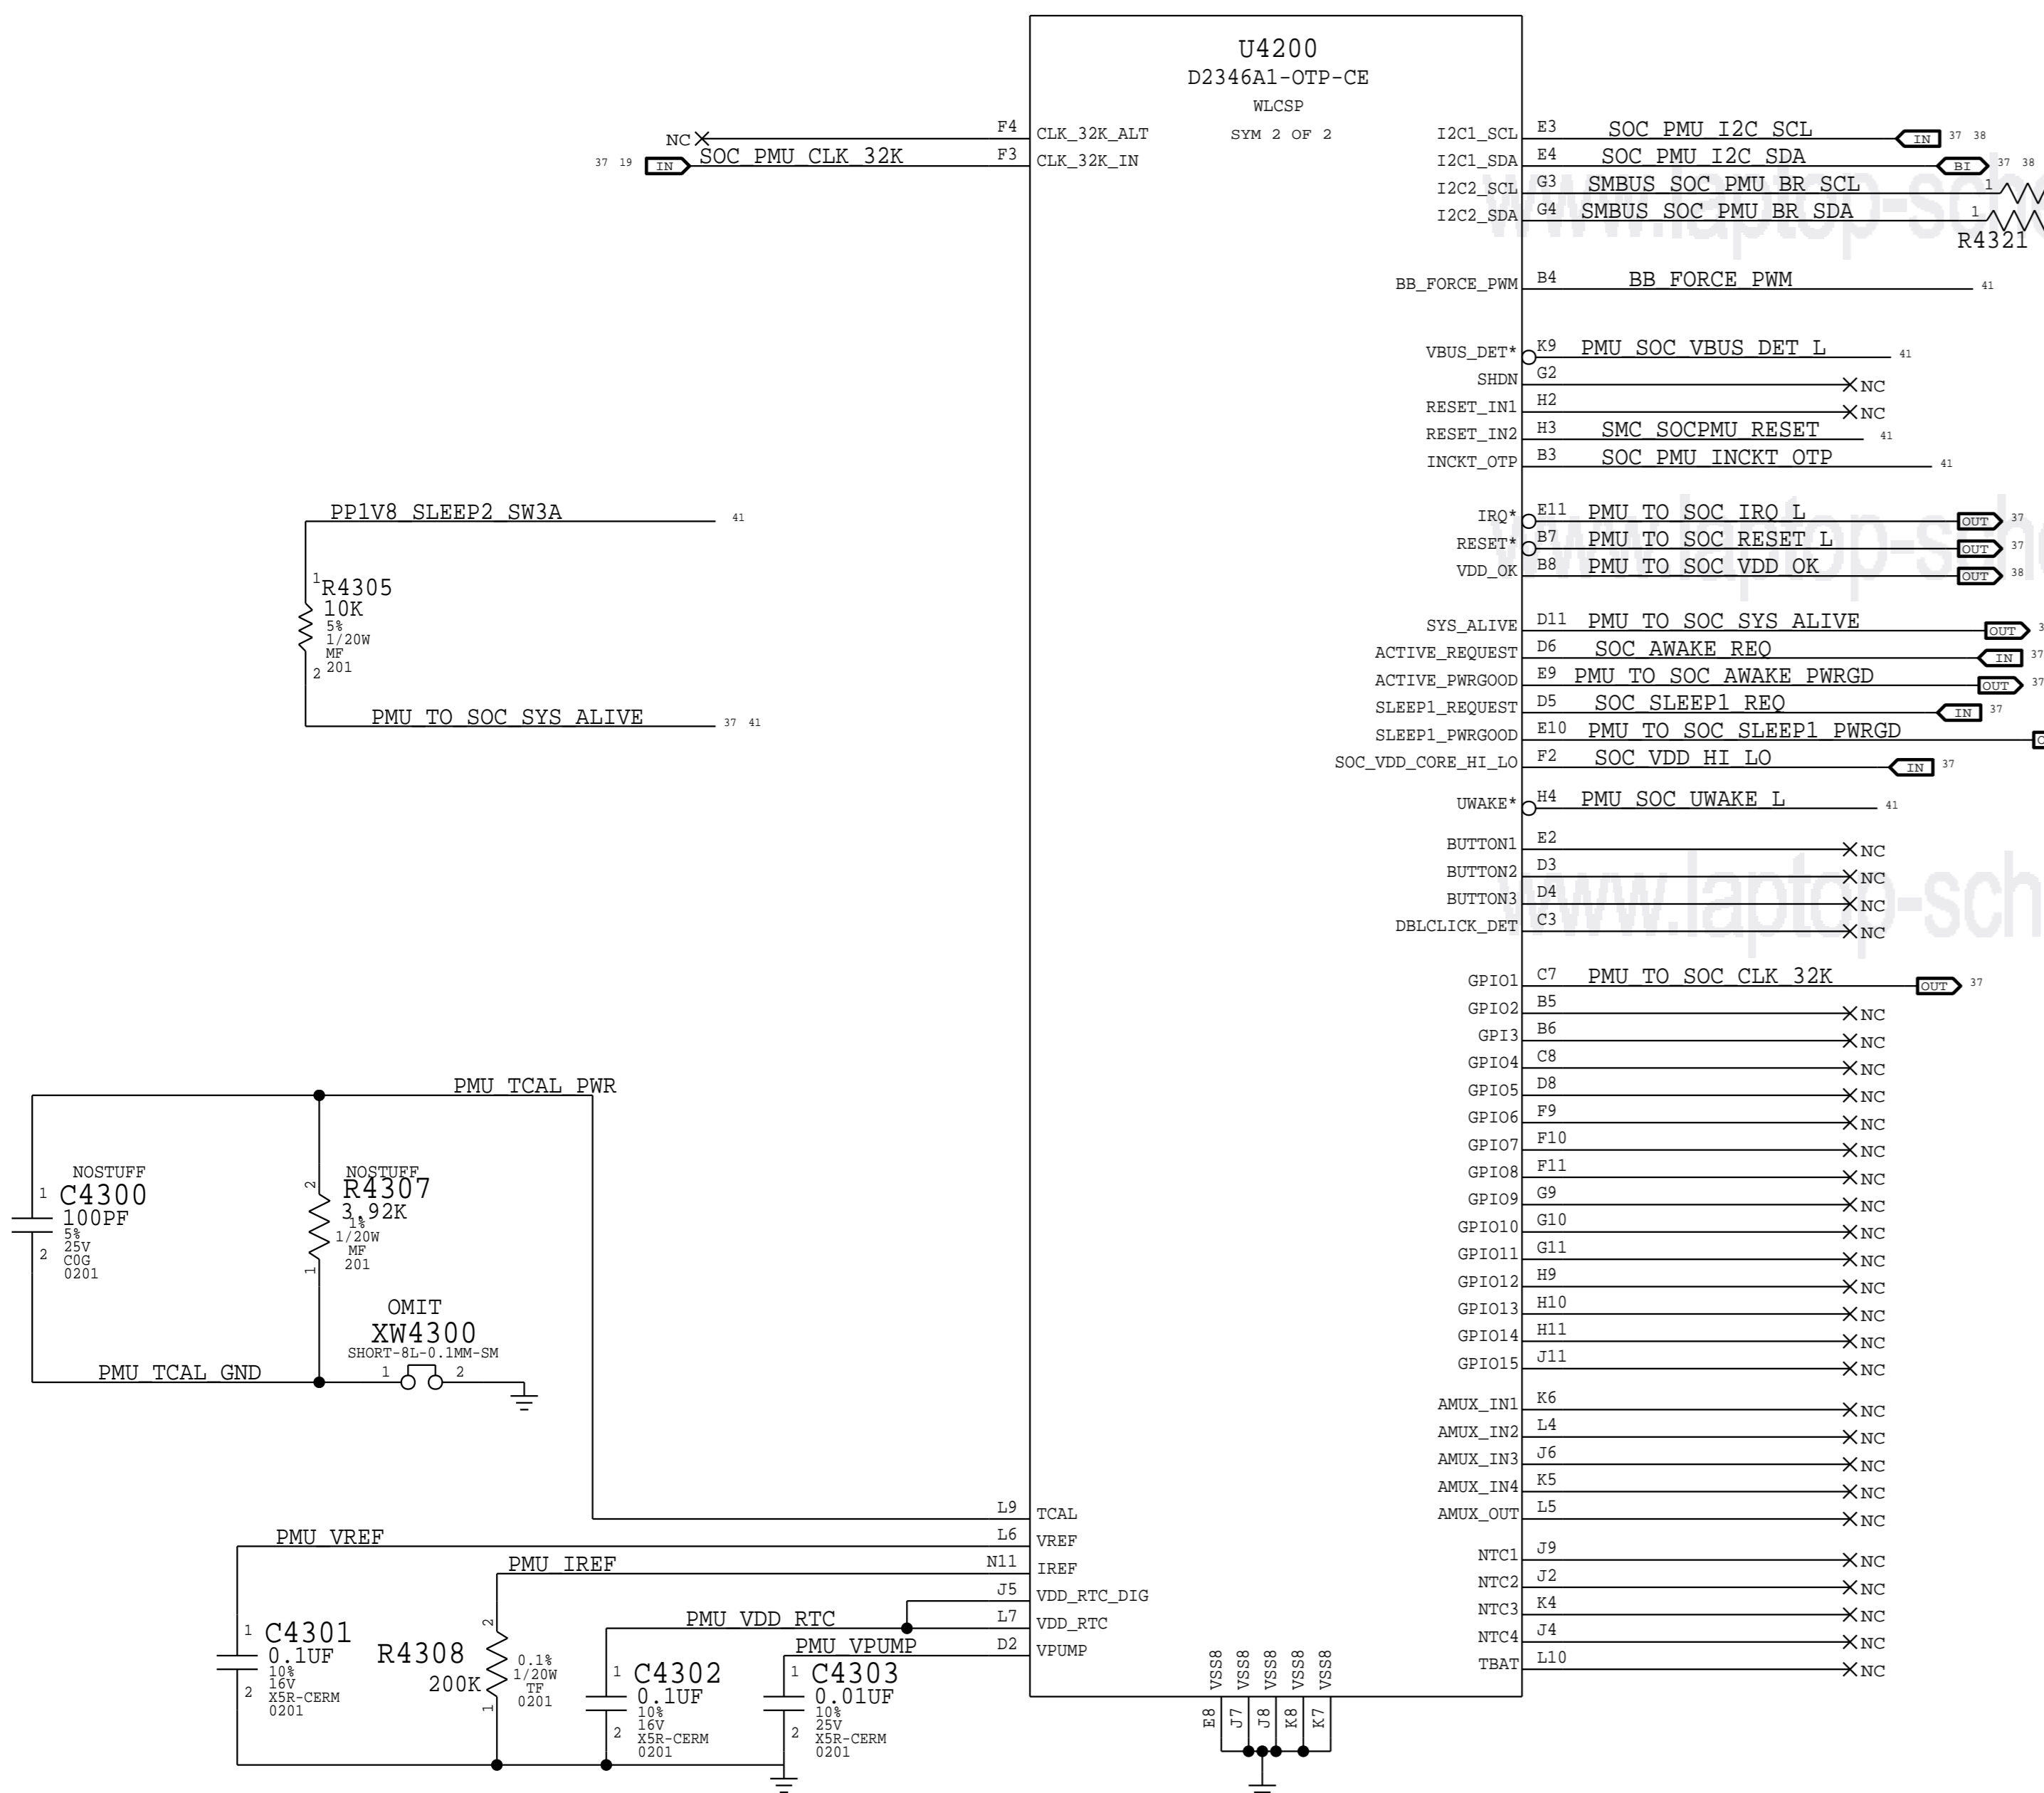 U4200
D2346A1-OTP-CE
WLCSP
SYM 2 OF 2
NC
F4
CLK_32K_ALT
37 19
IN
SOC_PMU_CLK_32K
F3
CLK_32K_IN
I2C1_SCL
E3
SOC_PMU_I2C_SCL
IN
37 38
I2C1_SDA
E4
SOC_PMU_I2C_SDA
BI
37 38
I2C2_SCL
G3
SMBUS_SOC_PMU_BR_SCL
1
I2C2_SDA
G4
SMBUS_SOC_PMU_BR_SDA
1
R4321
www.laptop-sch
BB_FORCE_PWM
B4
BB_FORCE_PWM
41
VBUS_DET*
K9
PMU_SOC_VBUS_DET_L
41
SHDN
G2
NC
RESET_IN1
H2
NC
RESET_IN2
H3
SMC_SOCPMU_RESET
41
INCKT_OTP
B3
SOC_PMU_INCKT_OTP
41
PP1V8_SLEEP2_SW3A
41
1
R4305
10K
5%
1/20W
MF
201
2
PMU_TO_SOC_SYS_ALIVE
37 41
IRQ*
E11
PMU_TO_SOC_IRQ_L
OUT
37
RESET*
B7
PMU_TO_SOC_RESET_L
OUT
37
VDD_OK
B8
PMU_TO_SOC_VDD_OK
OUT
38
www.laptop-sch
SYS_ALIVE
D11
PMU_TO_SOC_SYS_ALIVE
OUT
ACTIVE_REQUEST
D6
SOC_AWAKE_REQ
IN
37
ACTIVE_PWRGOOD
E9
PMU_TO_SOC_AWAKE_PWRGD
OUT
37
SLEEP1_REQUEST
D5
SOC_SLEEP1_REQ
IN
37
SLEEP1_PWRGOOD
E10
PMU_TO_SOC_SLEEP1_PWRGD
SOC_VDD_CORE_HI_LO
F2
SOC_VDD_HI_LO
IN
37
UWAKE*
H4
PMU_SOC_UWAKE_L
41
BUTTON1
E2
NC
BUTTON2
D3
NC
BUTTON3
D4
NC
DBLCLICK_DET
C3
NC
www.laptop-sch
GPIO1
C7
PMU_TO_SOC_CLK_32K
OUT
37
GPIO2
B5
NC
GPI3
B6
NC
GPIO4
C8
NC
GPIO5
D8
NC
GPIO6
F9
NC
GPIO7
F10
NC
GPIO8
F11
NC
GPIO9
G9
NC
GPIO10
G10
NC
GPIO11
G11
NC
GPIO12
H9
NC
GPIO13
H10
NC
GPIO14
H11
NC
GPIO15
J11
NC
AMUX_IN1
K6
NC
AMUX_IN2
L4
NC
AMUX_IN3
J6
NC
AMUX_IN4
K5
NC
AMUX_OUT
L5
NC
NTC1
J9
NC
NTC2
J2
NC
NTC3
K4
NC
NTC4
J4
NC
TBAT
L10
NC
PMU_TCAL_PWR
NOSTUFF
1
C4300
100PF
5%
25V
C0G
0201
2
NOSTUFF
2
R4307
3.92K
1%
1/20W
MF
201
1
OMIT
XW4300
SHORT-8L-0.1MM-SM
1
2
PMU_TCAL_GND
L9
TCAL
PMU_VREF
L6
VREF
PMU_IREF
N11
IREF
J5
VDD_RTC_DIG
PMU_VDD_RTC
L7
VDD_RTC
PMU_VPUMP
D2
VPUMP
1
C4301
0.1UF
10%
16V
X5R-CERM
0201
2
2
R4308
200K
0.1%
1/20W
TF
0201
1
1
C4302
0.1UF
10%
16V
X5R-CERM
0201
2
1
C4303
0.01UF
10%
25V
X5R-CERM
0201
2
VSS8
VSS8
VSS8
VSS8
VSS8
E8
J7
J8
K8
K7